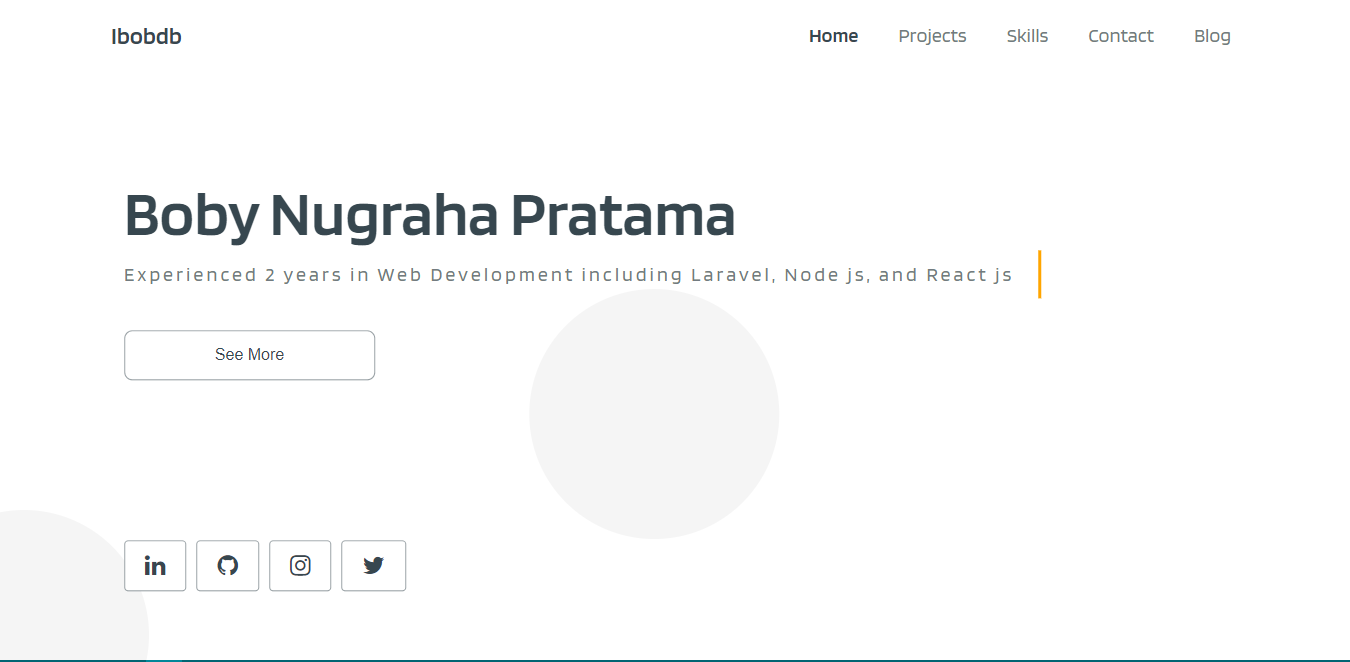 Ibobdb
Home Projects Skills Contact Blog
Boby Nugraha Pratama
Experienced 2 years in Web Development including Laravel, Node js, and React js
See More